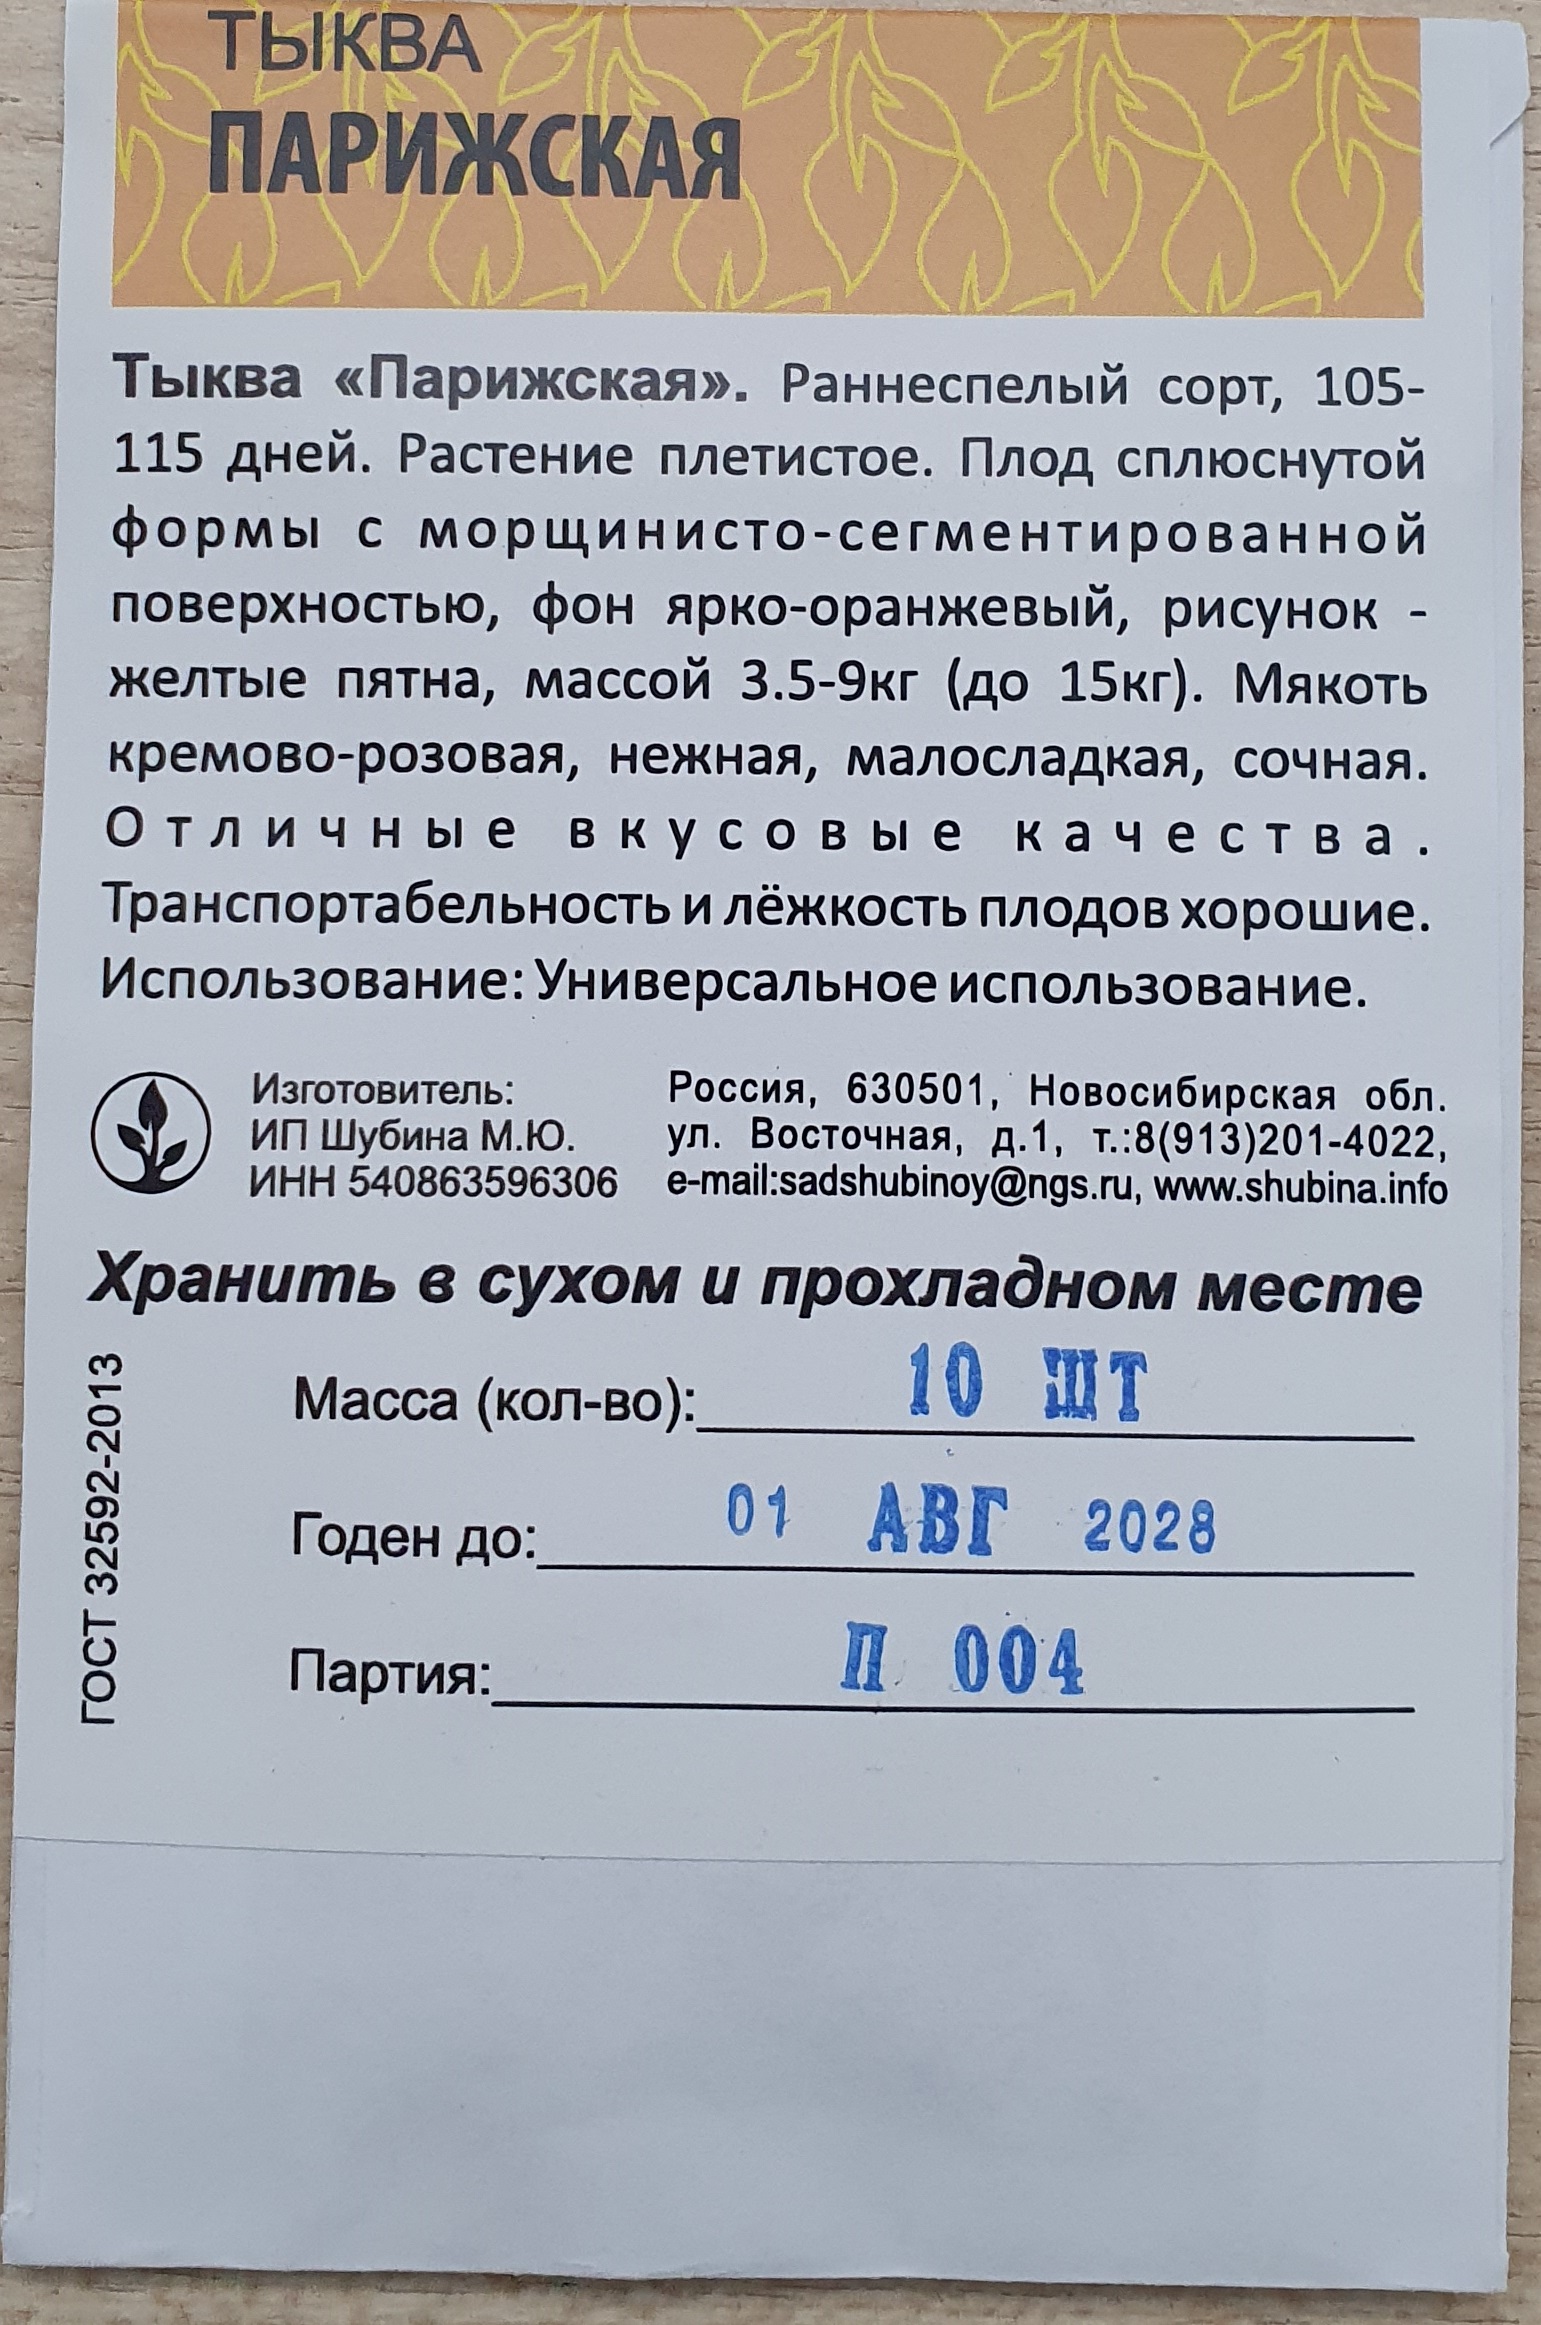 ТЫКВА
ПАРИЖСКАЯ
Тыква «Парижская». Раннеспелый сорт, 105-
115 дней. Растение плетистое. Плод сплюснутой
формы с морщинисто-сегментированной
поверхностью, фон ярко-оранжевый, рисунок -
желтые пятна, массой 3.5-9кг (до 15кг). Мякоть
кремово-розовая, нежная, малосладкая, сочная.
Отличные вкусовые качества.
Транспортабельность и лёжкость плодов хорошие.
Использование: Универсальное использование.
Изготовитель:
ИП Шубина М.Ю.
ИНН 540863596306
Россия, 630501, Новосибирская обл.
ул. Восточная, д.1, т.:8(913)201-4022,
e-mail:sadshubinoy@ngs.ru, www.shubina.info
Хранить в сухом и прохладном месте
ГОСТ 32592-2013
Масса (кол-во): 10 ШТ
Годен до: 01 АВГ 2028
Партия: П 004